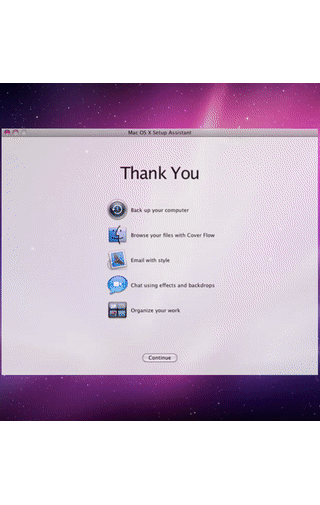 Mac OS X Setup Assistant
Thank You
Back up your computer
Browse your files with Cover Flow
Email with style
Chat using effects and backdrops
Organize your work
Continue